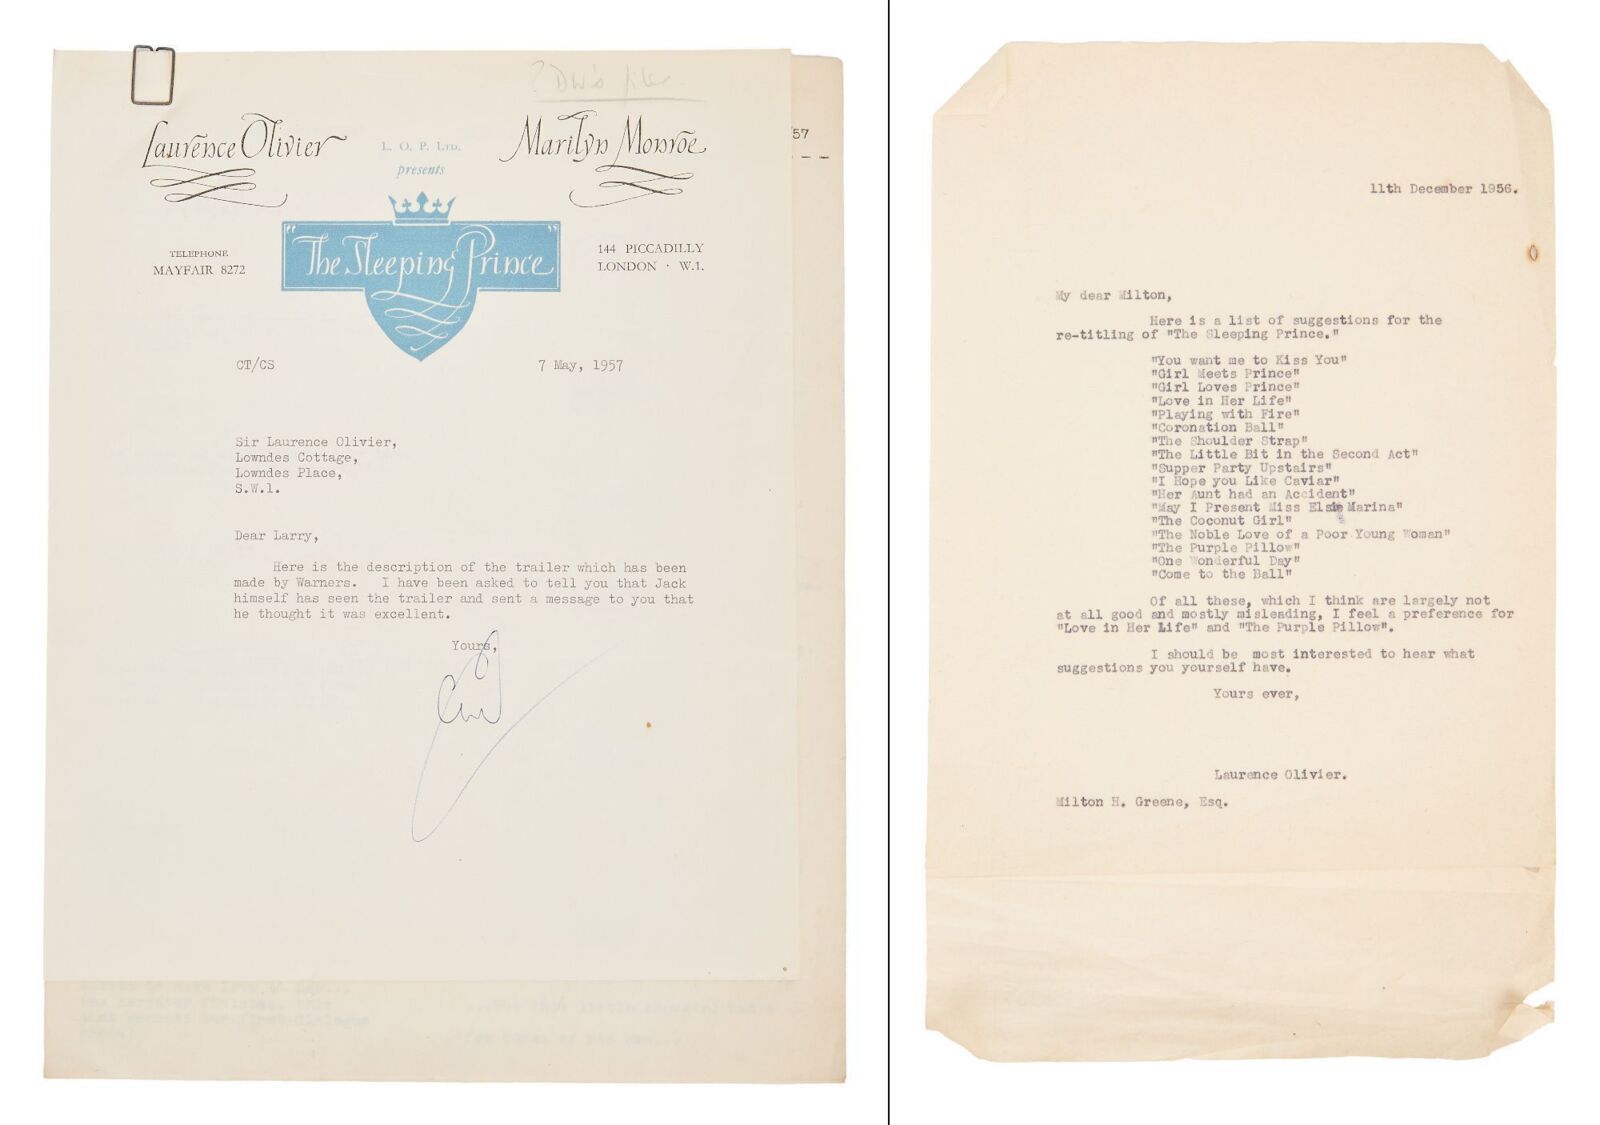 ? DW's files
Laurence Olivier
L. O. P. LTD.
presents
Marilyn Monroe
57
"The Sleeping Prince"
TELEPHONE
MAYFAIR 8272
144 PICCADILLY
LONDON · W.1.
CT/CS
7 May, 1957
Sir Laurence Olivier,
Lowndes Cottage,
Lowndes Place,
S.W.1.
Dear Larry,
Here is the description of the trailer which has been
made by Warners. I have been asked to tell you that Jack
himself has seen the trailer and sent a message to you that
he thought it was excellent.
Yours,
11th December 1956.
My dear Milton,
Here is a list of suggestions for the
re-titling of "The Sleeping Prince."
"You want me to Kiss You"
"Girl Meets Prince"
"Girl Loves Prince"
"Love in Her Life"
"Playing with Fire"
"Coronation Ball"
"The Shoulder Strap"
"The Little Bit in the Second Act"
"Supper Party Upstairs"
"I Hope you Like Caviar"
"Her Aunt had an Accident"
"May I Present Miss Elsie Marina"
"The Coconut Girl"
"The Noble Love of a Poor Young Woman"
"The Purple Pillow"
"One Wonderful Day"
"Come to the Ball"
Of all these, which I think are largely not
at all good and mostly misleading, I feel a preference for
"Love in Her Life" and "The Purple Pillow".
I should be most interested to hear what
suggestions you yourself have.
Yours ever,
Laurence Olivier.
Milton H. Greene, Esq.